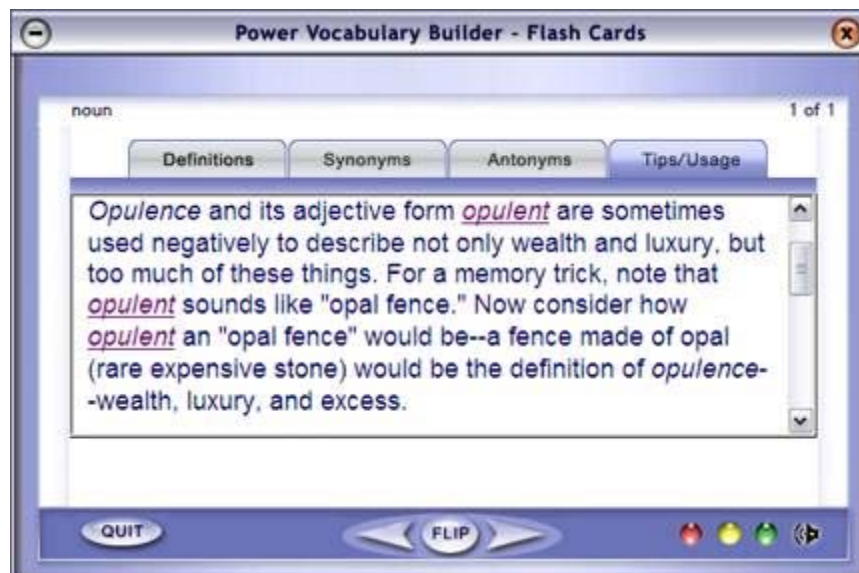 Power Vocabulary Builder - Flash Cards
noun
1 of 1
Definitions
Synonyms
Antonyms
Tips/Usage
Opulence and its adjective form opulent are sometimes
used negatively to describe not only wealth and luxury, but
too much of these things. For a memory trick, note that
opulent sounds like "opal fence." Now consider how
opulent an "opal fence" would be--a fence made of opal
(rare expensive stone) would be the definition of opulence-
-wealth, luxury, and excess.
QUIT
FLIP